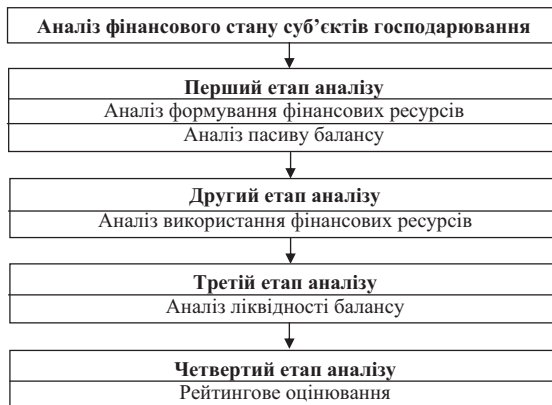 Аналіз фінансового стану суб’єктів господарювання
Перший етап аналізу
Аналіз формування фінансових ресурсів
Аналіз пасиву балансу
Другий етап аналізу
Аналіз використання фінансових ресурсів
Третій етап аналізу
Аналіз ліквідності балансу
Четвертий етап аналізу
Рейтингове оцінювання